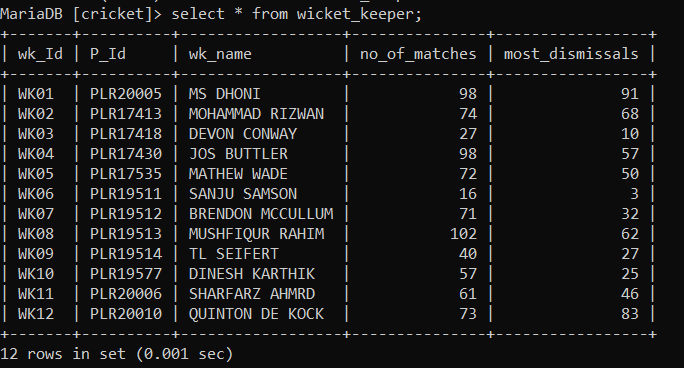 MariaDB [cricket]> select * from wicket_keeper;
+-------+----------+------------------+---------------+-----------------+
| wk_Id | P_Id     | wk_name          | no_of_matches | most_dismissals |
+-------+----------+------------------+---------------+-----------------+
| WK01  | PLR20005 | MS DHONI         |            98 |              91 |
| WK02  | PLR17413 | MOHAMMAD RIZWAN  |            74 |              68 |
| WK03  | PLR17418 | DEVON CONWAY     |            27 |              10 |
| WK04  | PLR17430 | JOS BUTTLER      |            98 |              57 |
| WK05  | PLR17535 | MATHEW WADE      |            72 |              50 |
| WK06  | PLR19511 | SANJU SAMSON     |            16 |               3 |
| WK07  | PLR19512 | BRENDON MCCULLUM |            71 |              32 |
| WK08  | PLR19513 | MUSHFIQUR RAHIM  |           102 |              62 |
| WK09  | PLR19514 | TL SEIFERT       |            40 |              27 |
| WK10  | PLR19577 | DINESH KARTHIK   |            57 |              25 |
| WK11  | PLR20006 | SHARFARZ AHMRD   |            61 |              46 |
| WK12  | PLR20010 | QUINTON DE KOCK  |            73 |              83 |
+-------+----------+------------------+---------------+-----------------+
12 rows in set (0.001 sec)